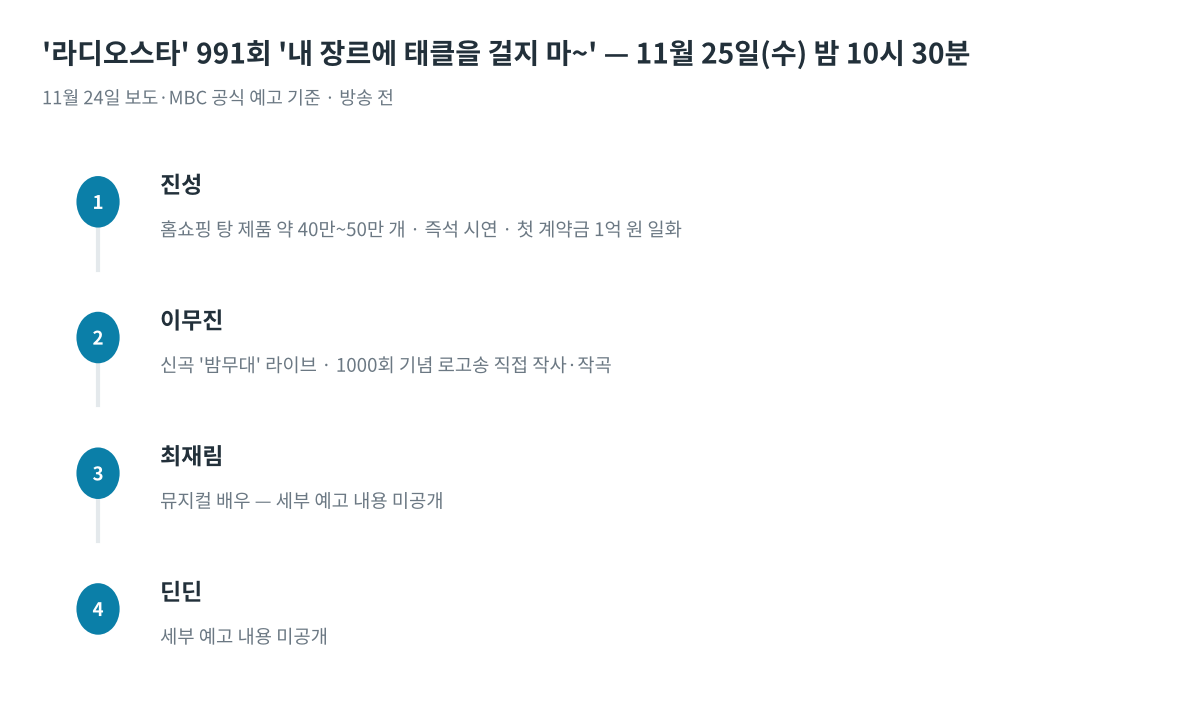 '라디오스타' 991회 '내 장르에 태클을 걸지 마~' — 11월 25일(수) 밤 10시 30분
11월 24일 보도·MBC 공식 예고 기준 · 방송 전
1
진성
홈쇼핑 탕 제품 약 40만~50만 개 · 즉석 시연 · 첫 계약금 1억 원 일화
2
이무진
신곡 '밤무대' 라이브 · 1000회 기념 로고송 직접 작사·작곡
3
최재림
뮤지컬 배우 — 세부 예고 내용 미공개
4
딘딘
세부 예고 내용 미공개